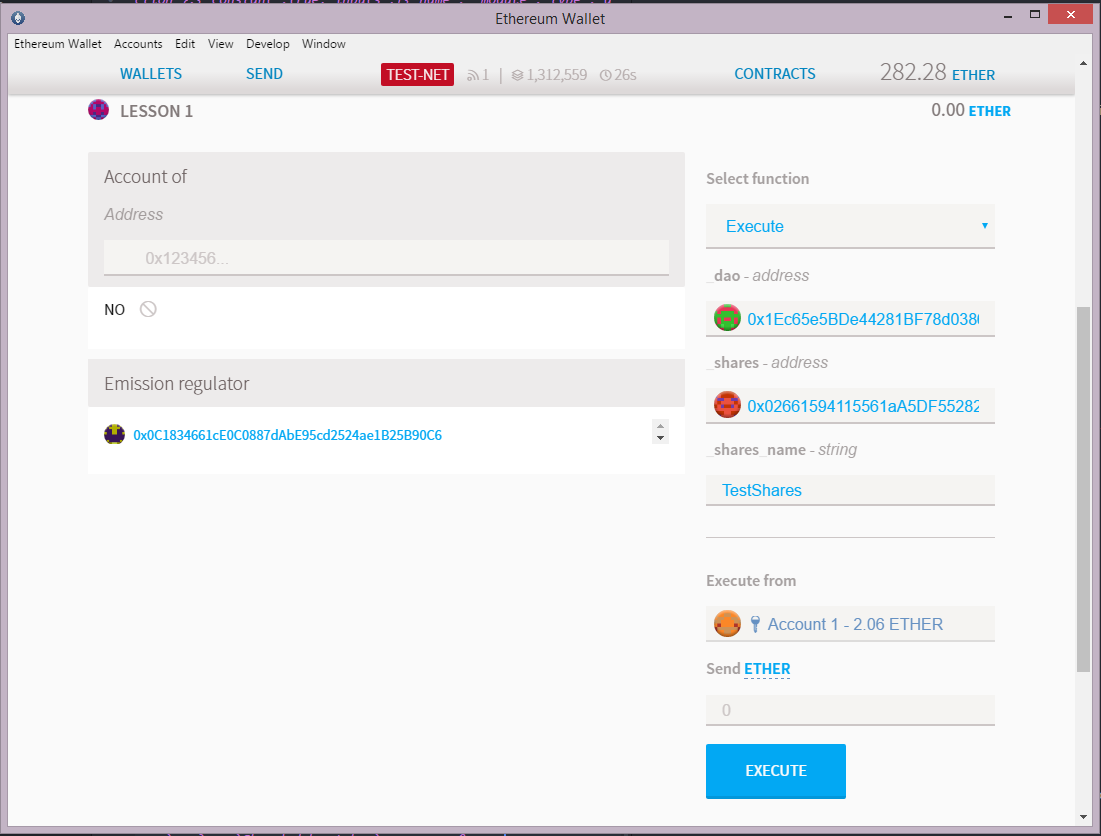 Ethereum Wallet
Ethereum Wallet Accounts Edit View Develop Window
WALLETS SEND TEST-NET 1 | 1,312,559 26s CONTRACTS 282.28 ETHER
LESSON 1 0.00 ETHER
Account of
Address
0x123456...
NO
Emission regulator
0x0C1834661cE0C0887dAbE95cd2524ae1B25B90C6
Select function
Execute
_dao - address
0x1Ec65e5BDe44281BF78d038
_shares - address
0x02661594115561aA5DF55282
_shares_name - string
TestShares
Execute from
Account 1 - 2.06 ETHER
Send ETHER
0
EXECUTE